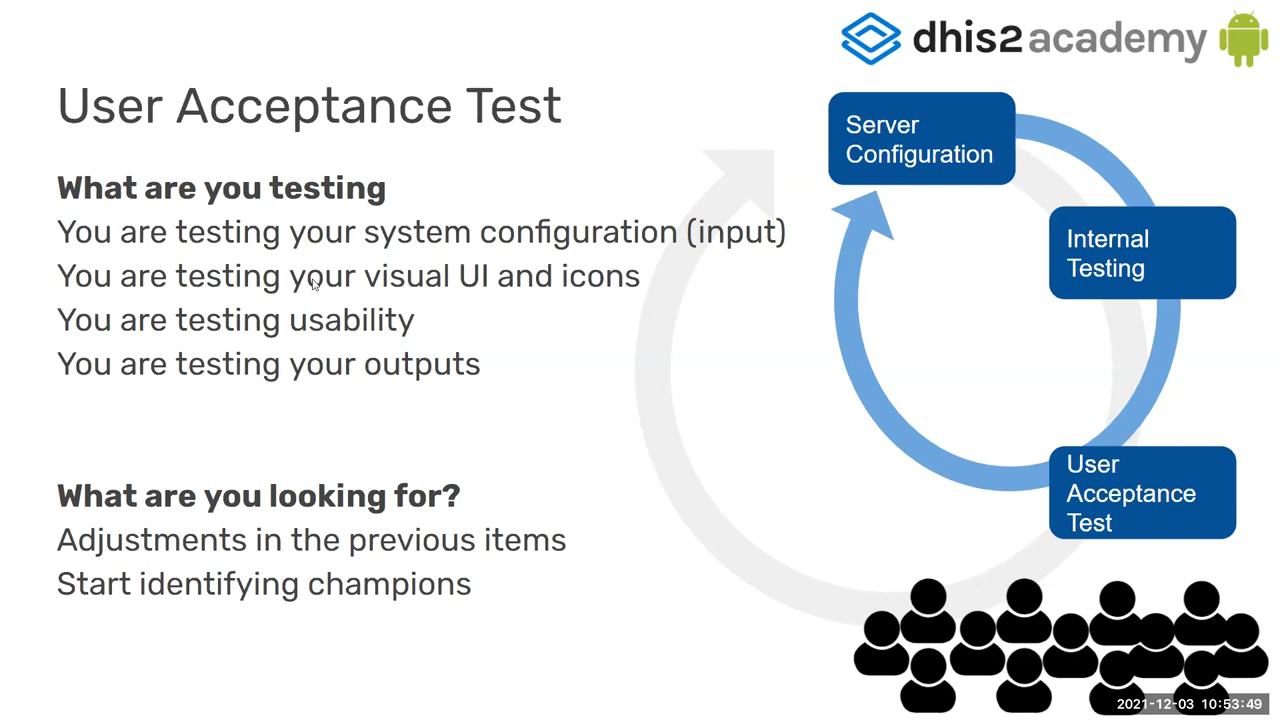 dhis2 academy
User Acceptance Test
What are you testing
You are testing your system configuration (input)
You are testing your visual UI and icons
You are testing usability
You are testing your outputs
What are you looking for?
Adjustments in the previous items
Start identifying champions
Server
Configuration
Internal
Testing
User
Acceptance
Test
2021-12-03 10:53:49